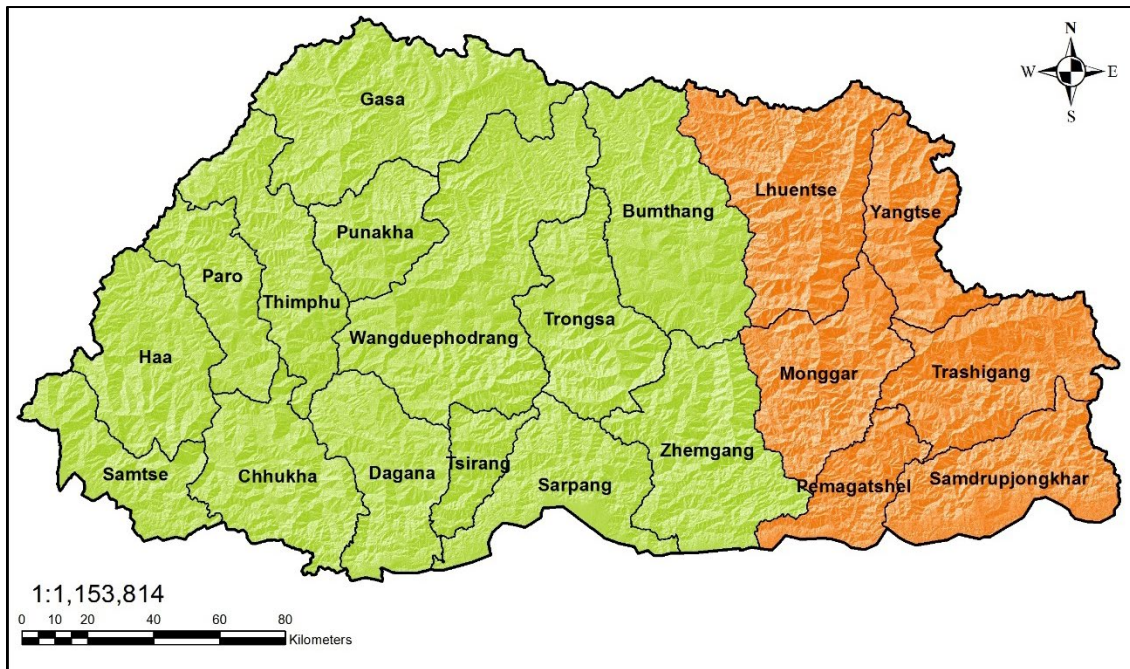 N
W E
S
Gasa
Lhuentse
Bumthang
Yangtse
Punakha
Paro
Thimphu
Trongsa
Wangduephodrang
Haa
Monggar
Trashigang
Zhemgang
Tsirang
Samtse
Chhukha
Dagana
Sarpang
Pemagatshel
Samdrupjongkhar
1:1,153,814
0 10 20 40 60 80
Kilometers